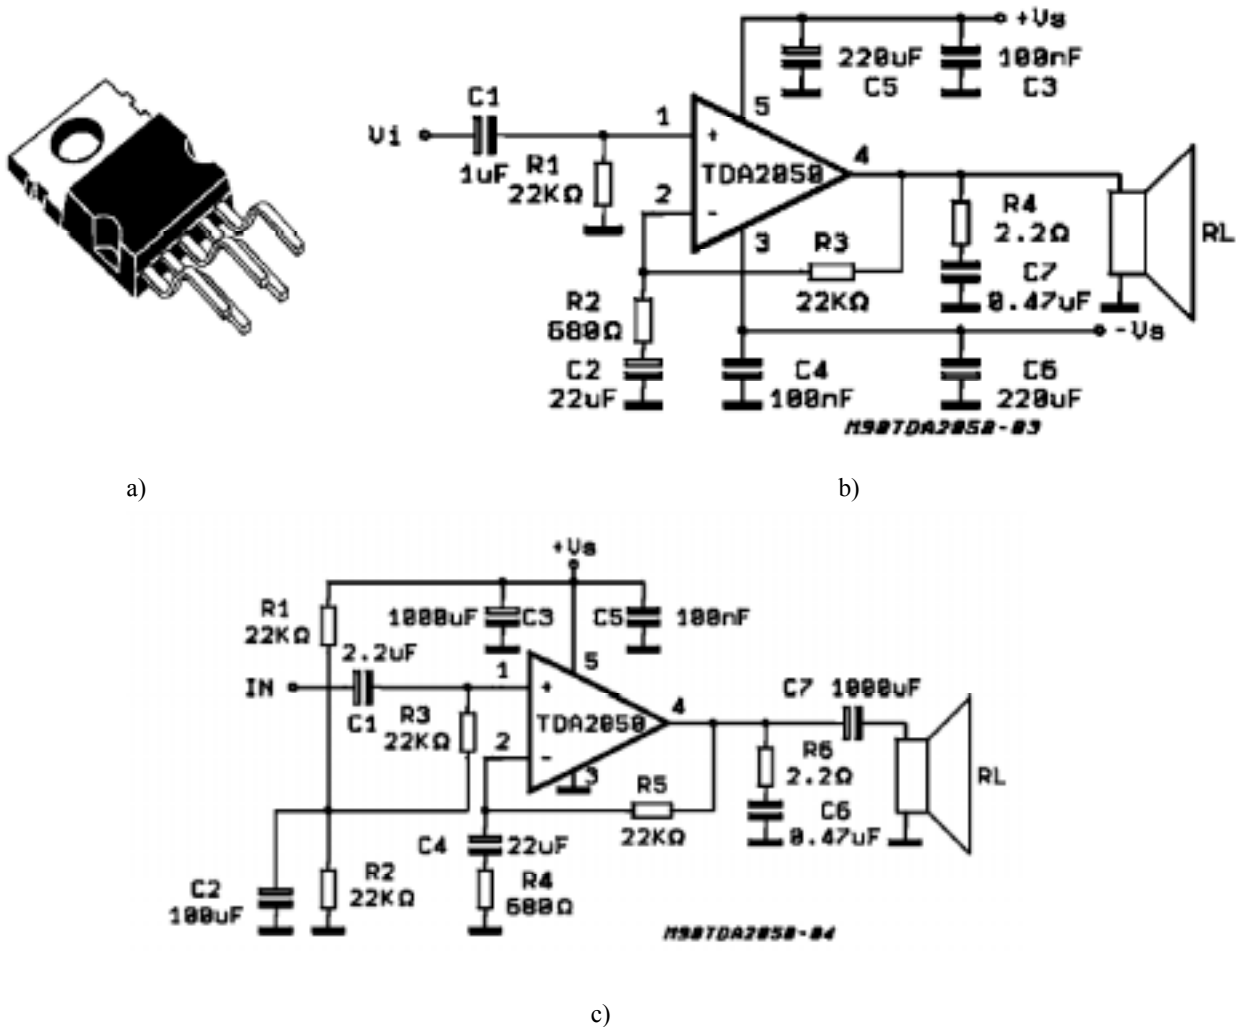 +Vs
220uF
C5
100nF
C3
C1
Vi
1uF
R1
22KΩ
1
2
5
3
4
+
-
TDA2050
R3
22KΩ
R4
2.2Ω
C7
0.47uF
RL
R2
680Ω
C2
22uF
C4
100nF
-Vs
C6
220uF
M90TDA2050-03
a)
b)
+Vs
R1
22KΩ
1000uF
C3
C5
100nF
2.2uF
IN
C1
R3
22KΩ
1
2
5
3
4
+
-
TDA2050
C7 1000uF
R6
2.2Ω
C6
0.47uF
RL
R5
22KΩ
C4
22uF
R4
680Ω
C2
100uF
R2
22KΩ
M90TDA2050-04
c)